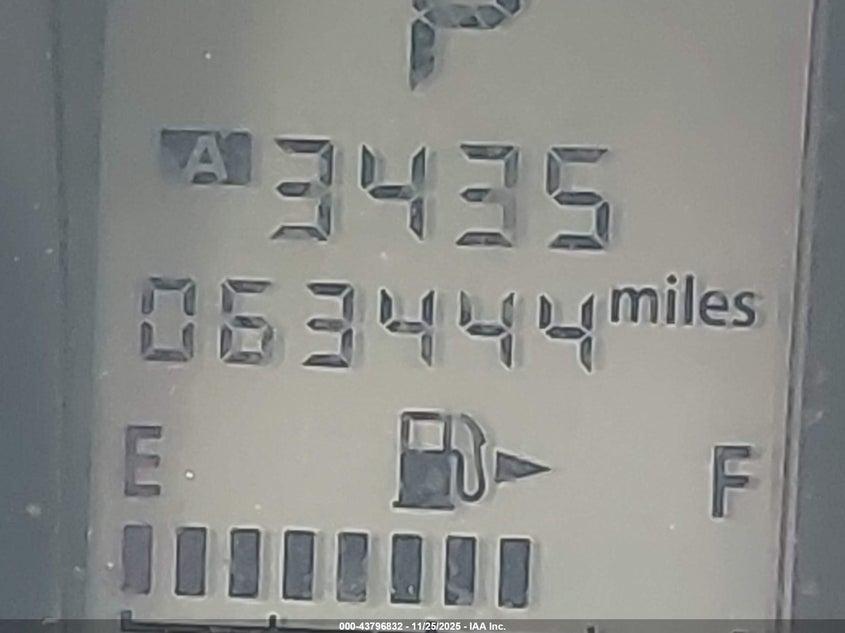 P
A 3435
063444 miles
E F
000-43796832 - 11/25/2025 - IAA Inc.